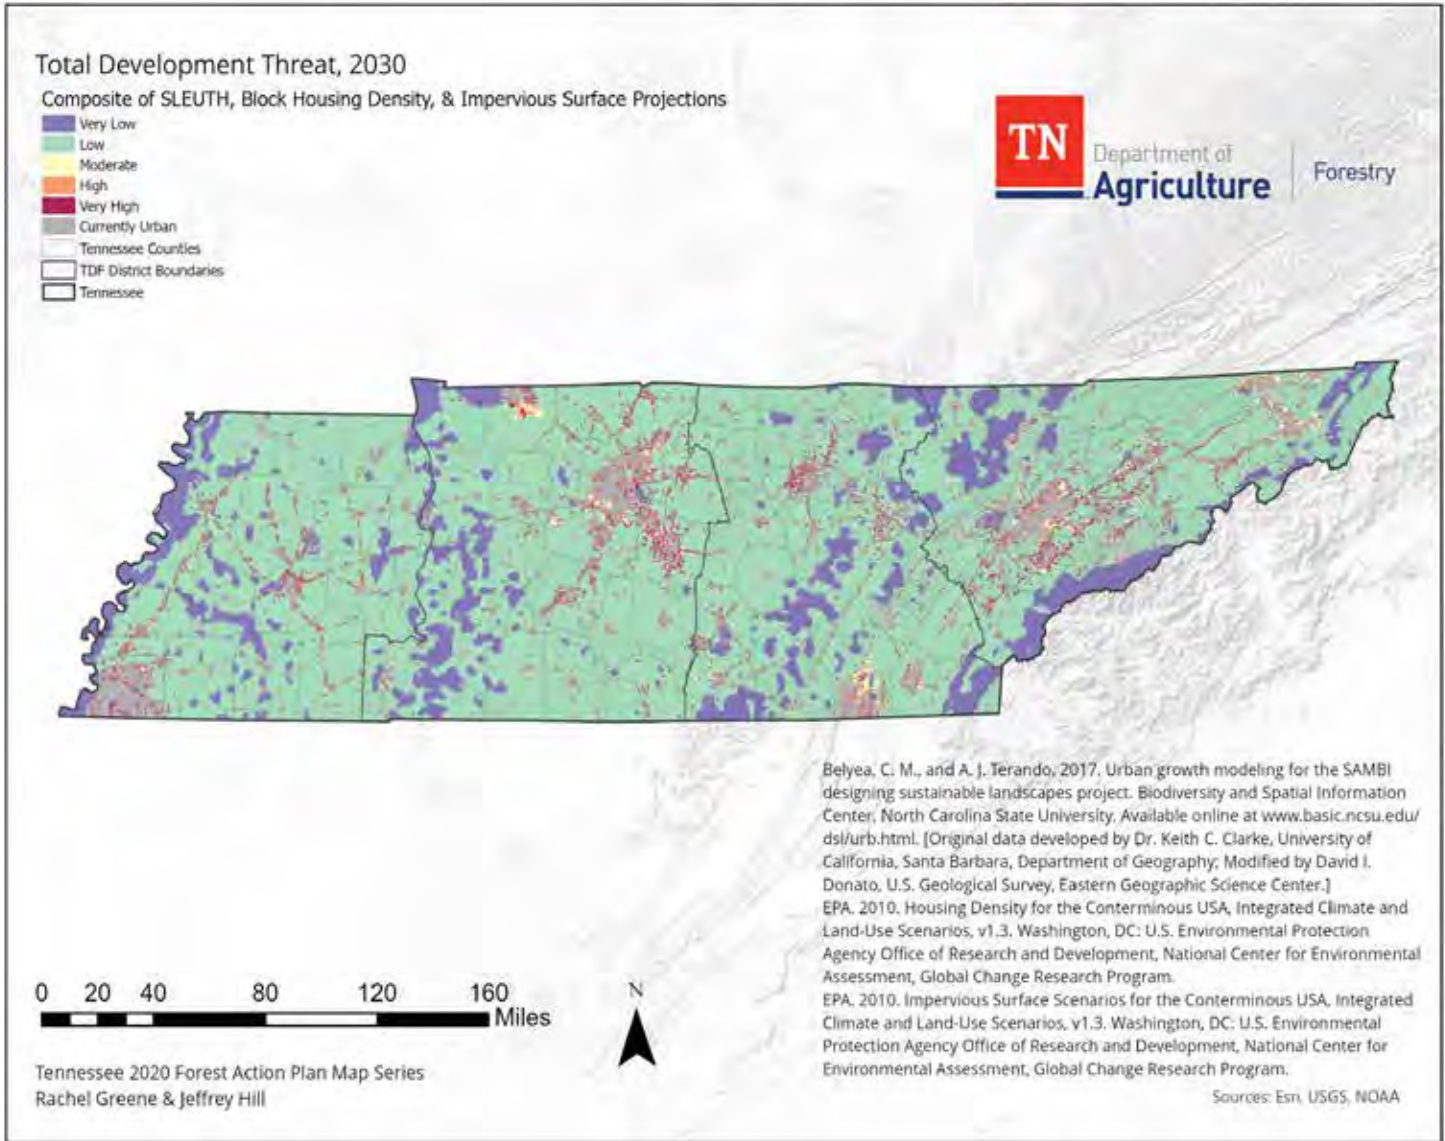 Total Development Threat, 2030
Composite of SLEUTH, Block Housing Density, & Impervious Surface Projections
Very Low
Low
Moderate
High
Very High
Currently Urban
Tennessee Counties
TDF District Boundaries
Tennessee
TN
Department of
Agriculture
Forestry
Belyea, C. M., and A. J. Terando, 2017. Urban growth modeling for the SAMBI
designing sustainable landscapes project. Biodiversity and Spatial Information
Center, North Carolina State University. Available online at www.basic.ncsu.edu/
dsl/urb.html. [Original data developed by Dr. Keith C. Clarke, University of
California, Santa Barbara, Department of Geography; Modified by David I.
Donato, U.S. Geological Survey, Eastern Geographic Science Center.]
EPA. 2010. Housing Density for the Conterminous USA, Integrated Climate and
Land-Use Scenarios, v1.3. Washington, DC: U.S. Environmental Protection
Agency Office of Research and Development, National Center for Environmental
Assessment, Global Change Research Program.
EPA. 2010. Impervious Surface Scenarios for the Conterminous USA, Integrated
Climate and Land-Use Scenarios, v1.3. Washington, DC: U.S. Environmental
Protection Agency Office of Research and Development, National Center for
Environmental Assessment, Global Change Research Program.
0 20 40 80 120 160
Miles
N
Tennessee 2020 Forest Action Plan Map Series
Rachel Greene & Jeffrey Hill
Sources: Esri, USGS, NOAA